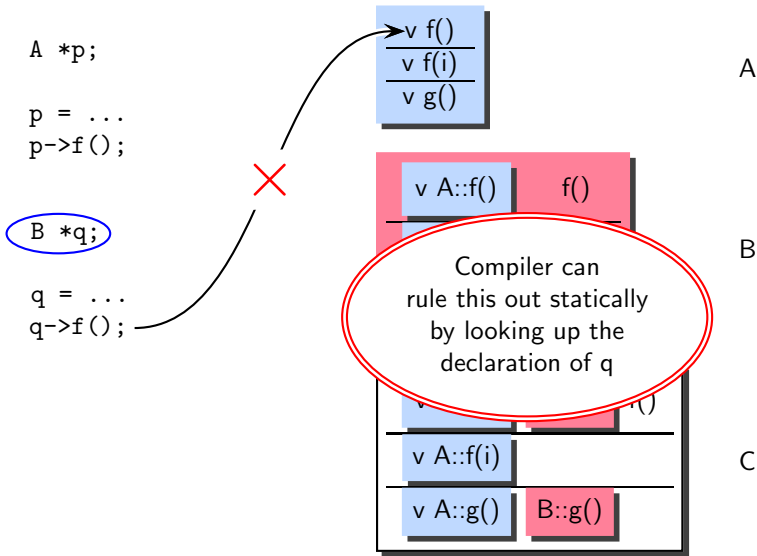 A *p;
p = ...
p->f();
B *q;
q = ...
q->f();
v f()
v f(i)
v g()
A
v A::f() f()
B
Compiler can
rule this out statically
by looking up the
declaration of q
v A::f(i)
C
v A::g() B::g()